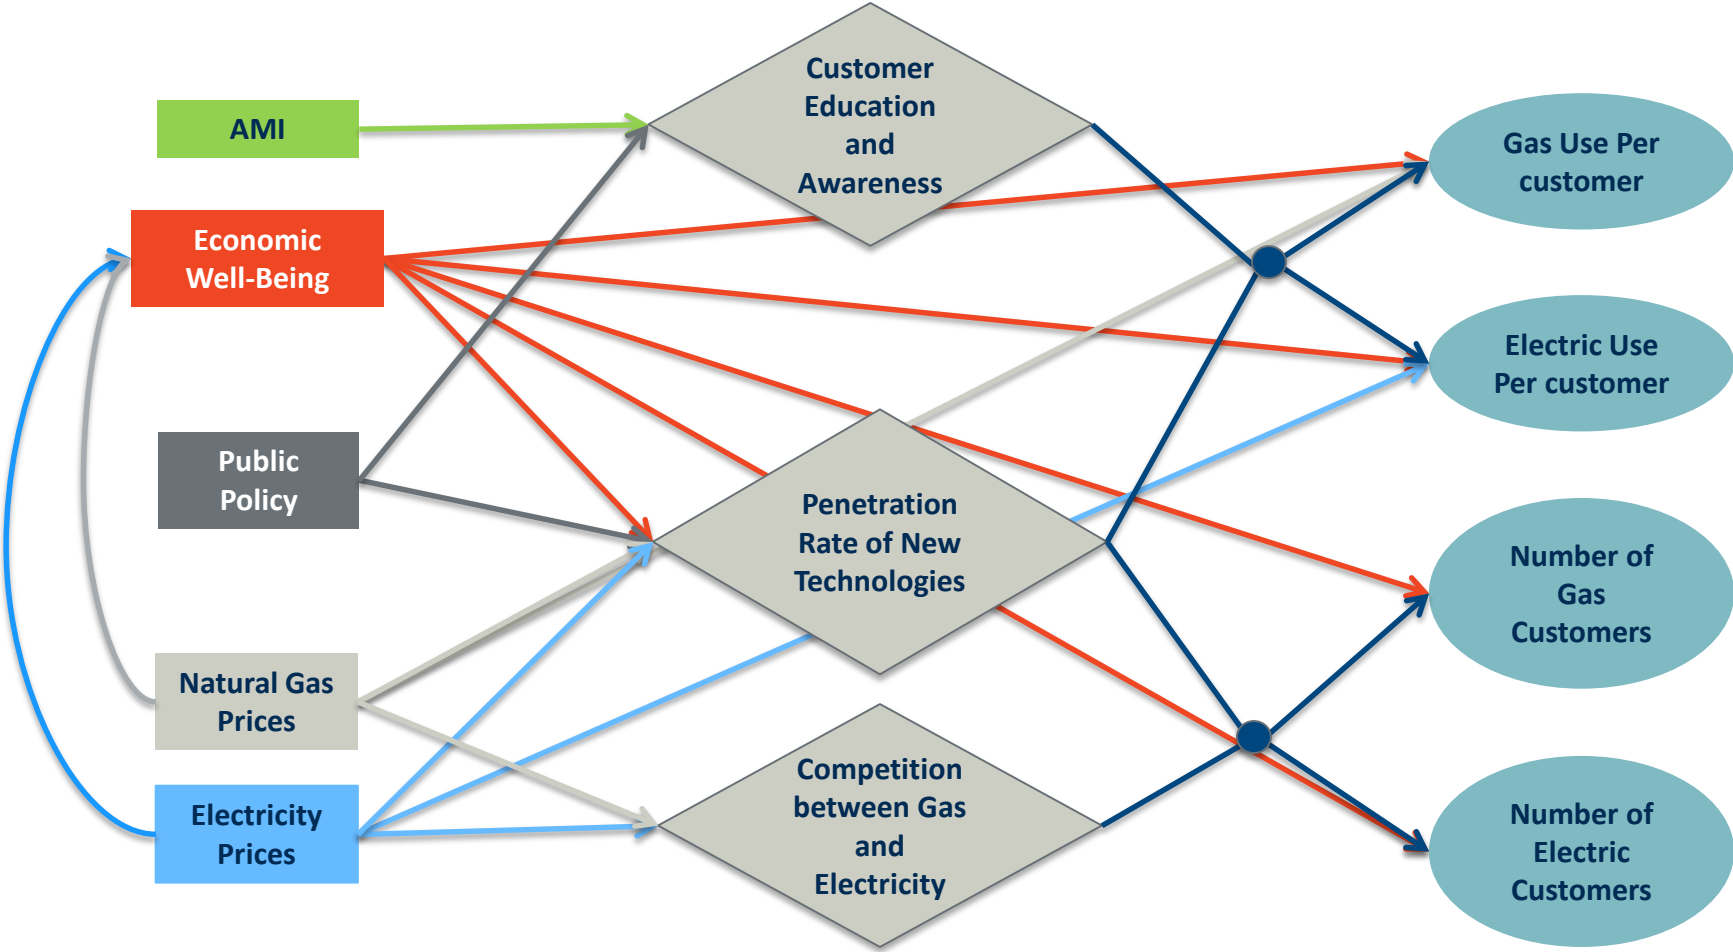 AMI
Economic
Well-Being
Public
Policy
Natural Gas
Prices
Electricity
Prices
Customer
Education
and
Awareness
Penetration
Rate of New
Technologies
Competition
between Gas
and
Electricity
Gas Use Per
customer
Electric Use
Per customer
Number of
Gas
Customers
Number of
Electric
Customers